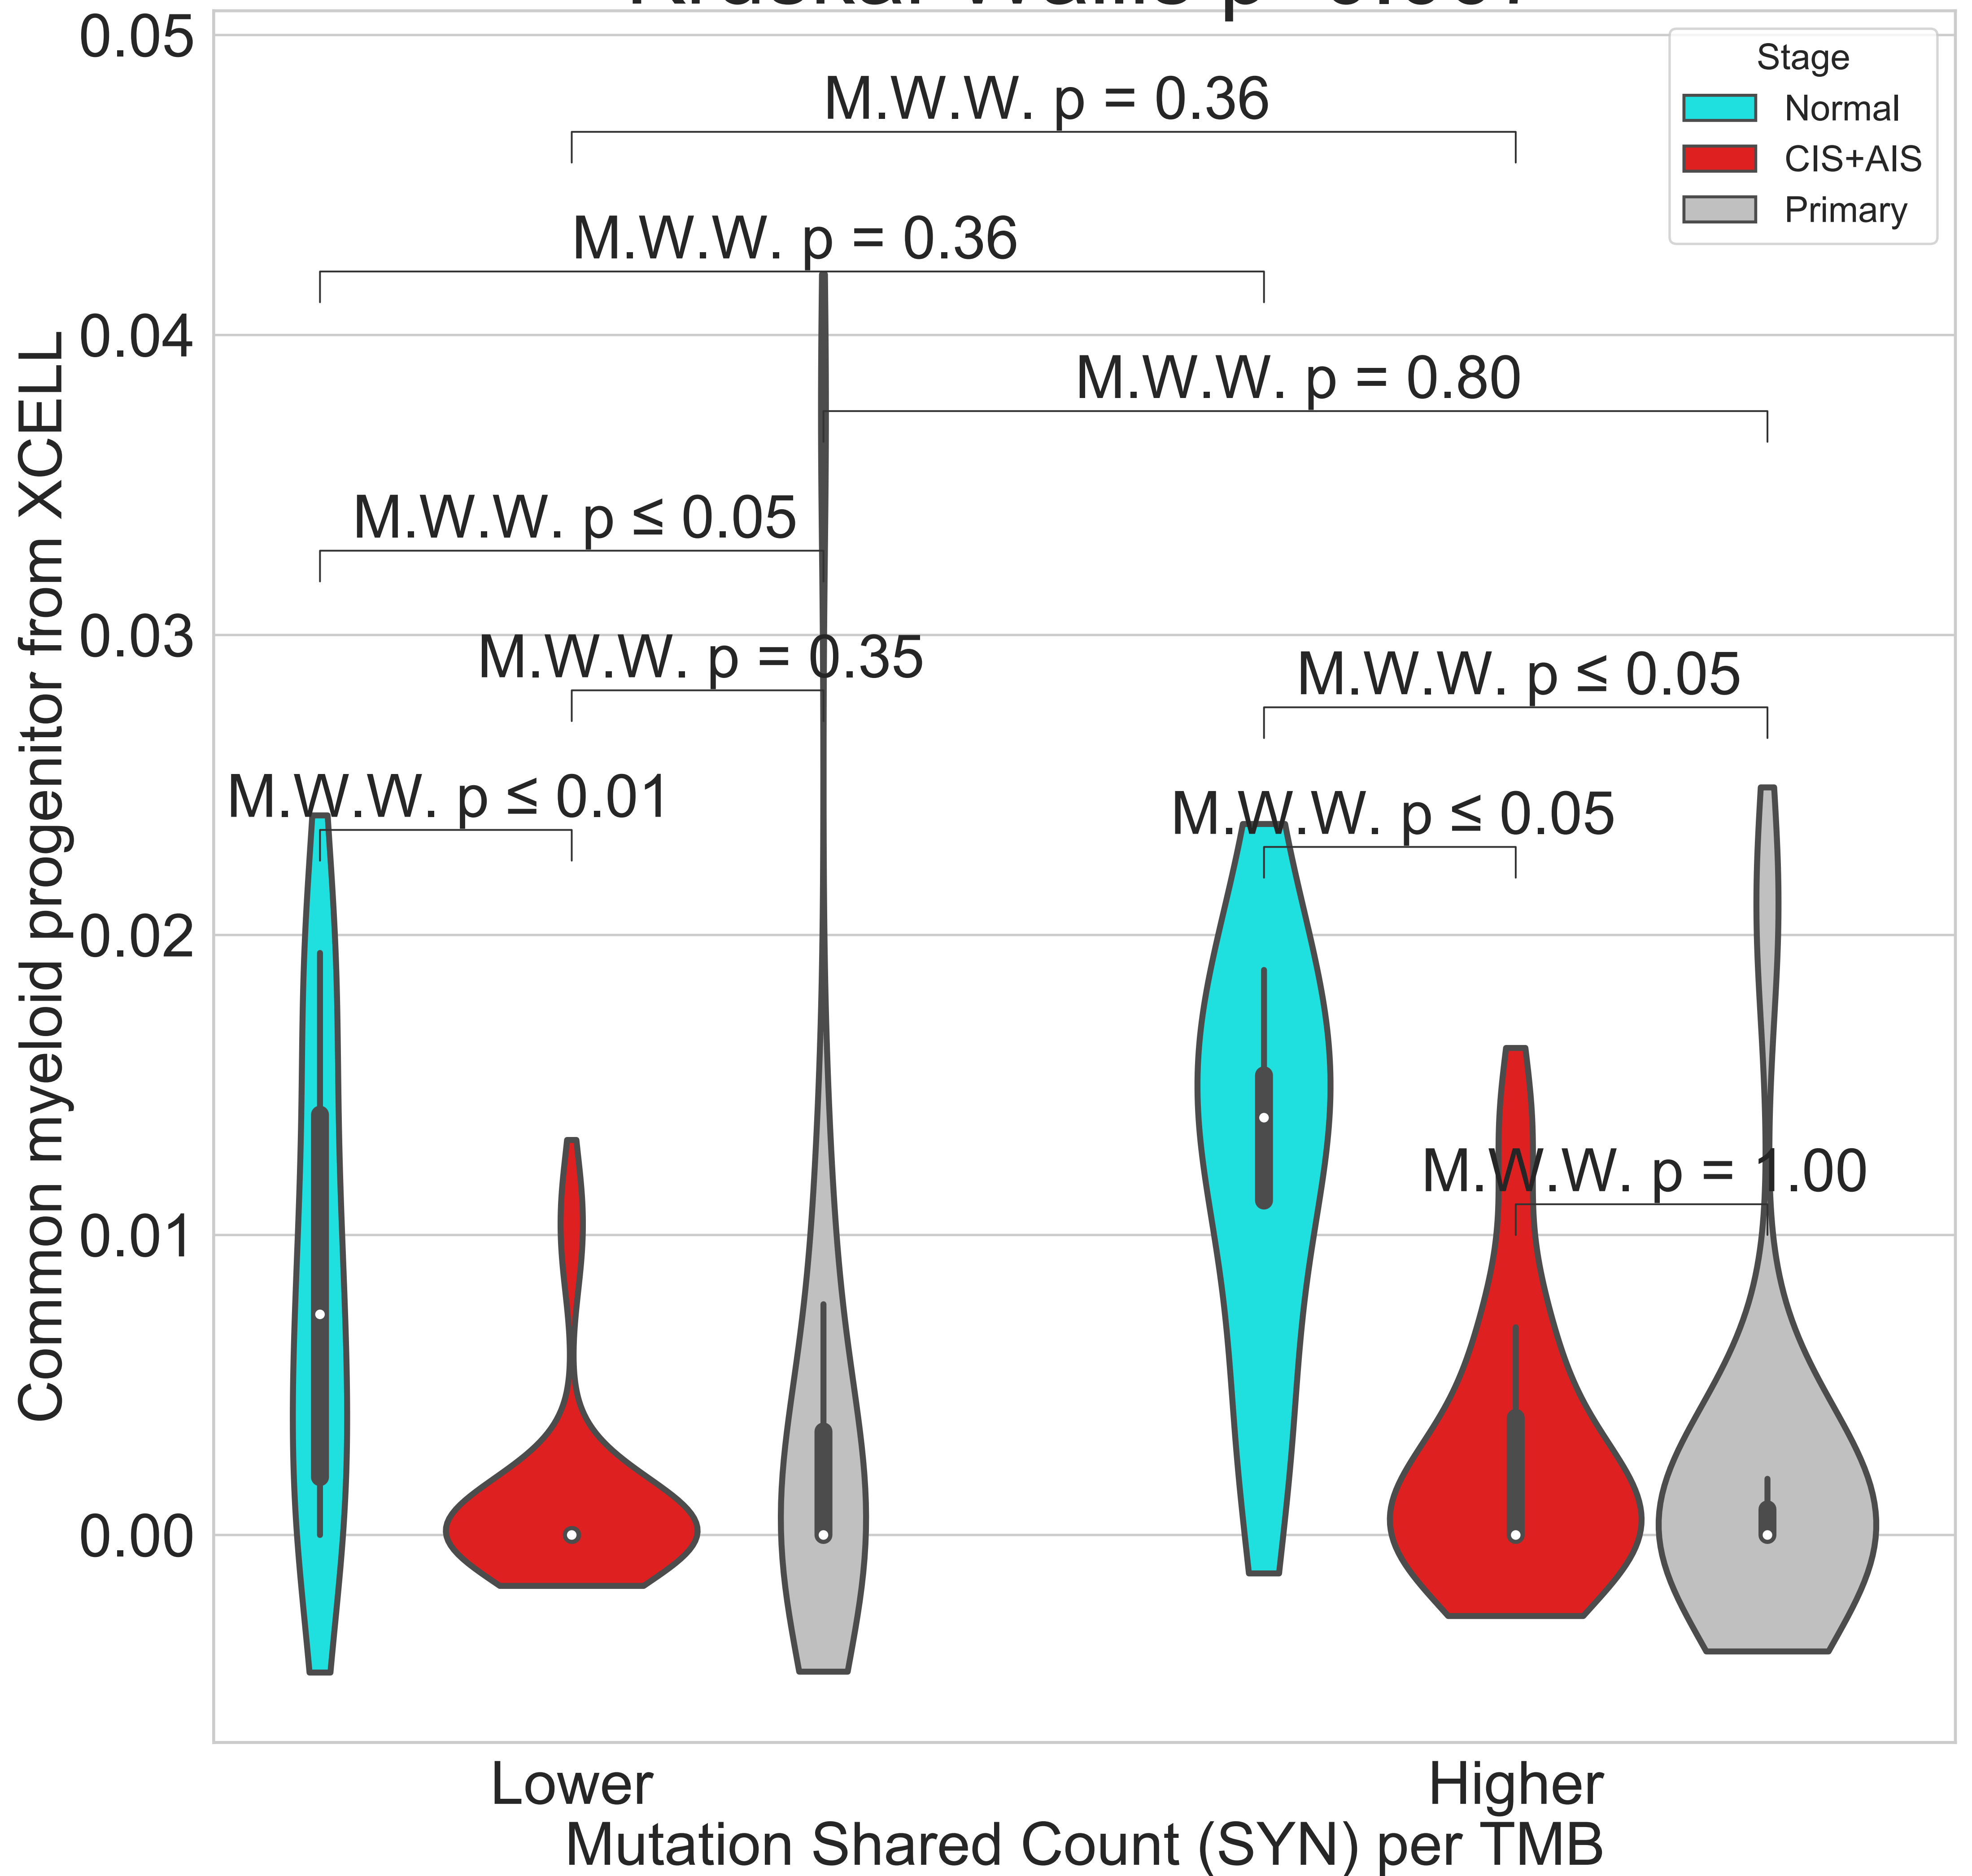 0.05
0.04
0.03
0.02
0.01
0.00
Common myeloid progenitor from XCELL
Stage
Normal
CIS+AIS
Primary
M.W.W. p = 0.36
M.W.W. p = 0.36
M.W.W. p = 0.80
M.W.W. p ≤ 0.05
M.W.W. p = 0.35
M.W.W. p ≤ 0.05
M.W.W. p ≤ 0.01
M.W.W. p ≤ 0.05
M.W.W. p = 1.00
Lower
Higher
Mutation Shared Count (SYN) per TMB